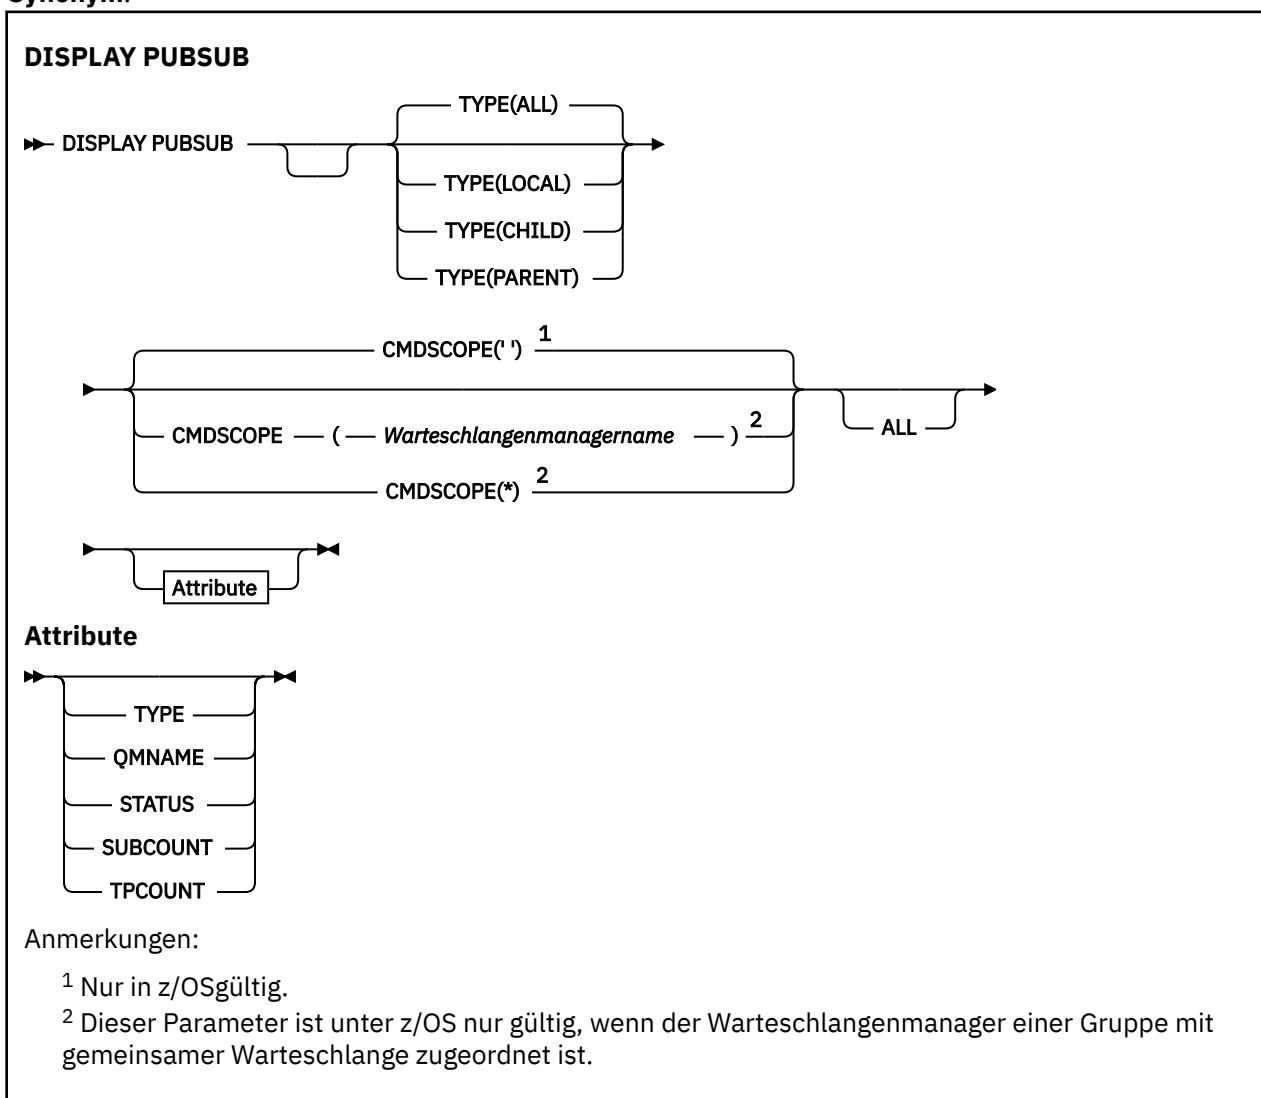 DISPLAY PUBSUB
TYPE(ALL)
DISPLAY PUBSUB
TYPE(LOCAL)
TYPE(CHILD)
TYPE(PARENT)
CMDSCOPE(' ') 1
CMDSCOPE ( Warteschlangenmanagername ) 2
ALL
CMDSCOPE(*) 2
Attribute
Attribute
TYPE
QMNAME
STATUS
SUBCOUNT
TPCOUNT
Anmerkungen:
1 Nur in z/OSgültig.
2 Dieser Parameter ist unter z/OS nur gültig, wenn der Warteschlangenmanager einer Gruppe mit
gemeinsamer Warteschlange zugeordnet ist.